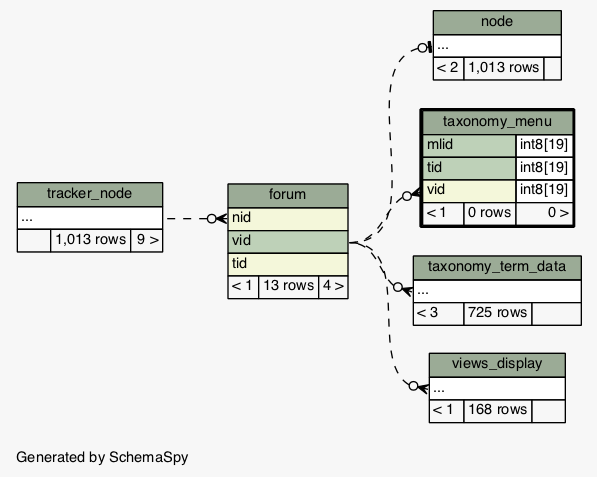 node
...
< 2 1,013 rows
taxonomy_menu
mlid int8[19]
tid int8[19]
vid int8[19]
< 1 0 rows 0 >
tracker_node
...
1,013 rows 9 >
forum
nid
vid
tid
< 1 13 rows 4 >
taxonomy_term_data
...
< 3 725 rows
views_display
...
< 1 168 rows
Generated by SchemaSpy